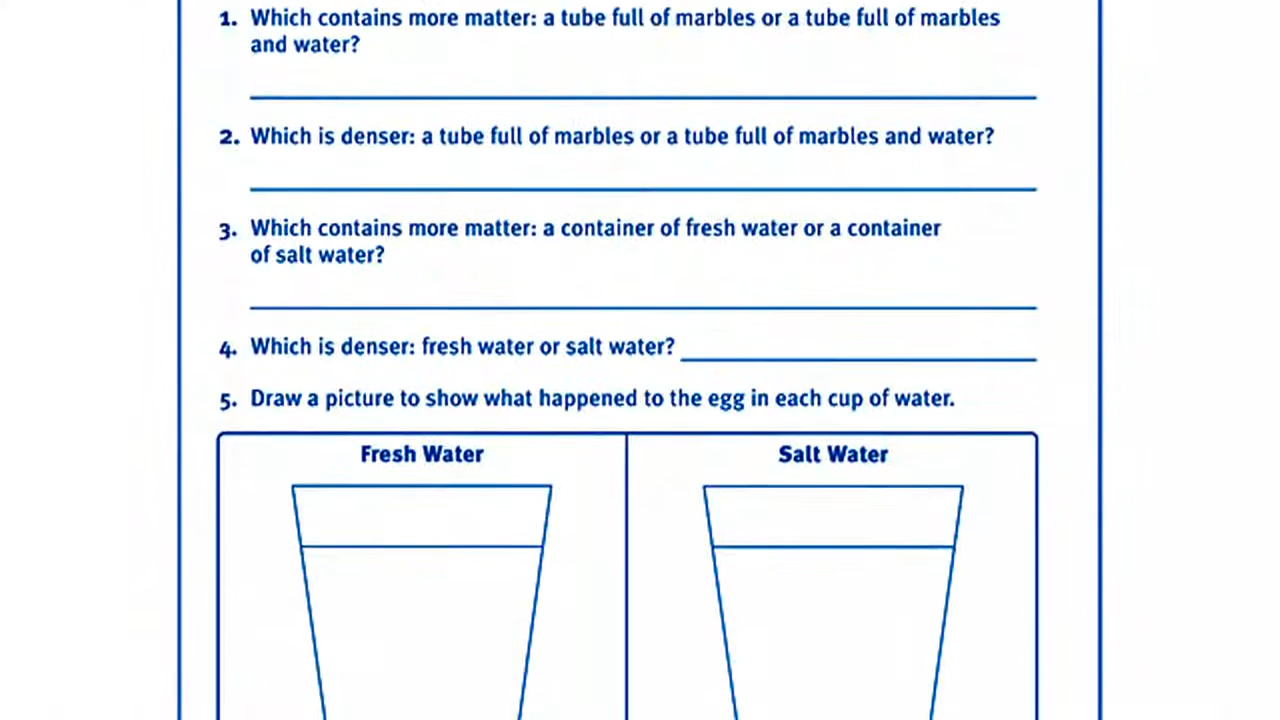 1. Which contains more matter: a tube full of marbles or a tube full of marbles
and water?
2. Which is denser: a tube full of marbles or a tube full of marbles and water?
3. Which contains more matter: a container of fresh water or a container
of salt water?
4. Which is denser: fresh water or salt water?
5. Draw a picture to show what happened to the egg in each cup of water.
Fresh Water
Salt Water